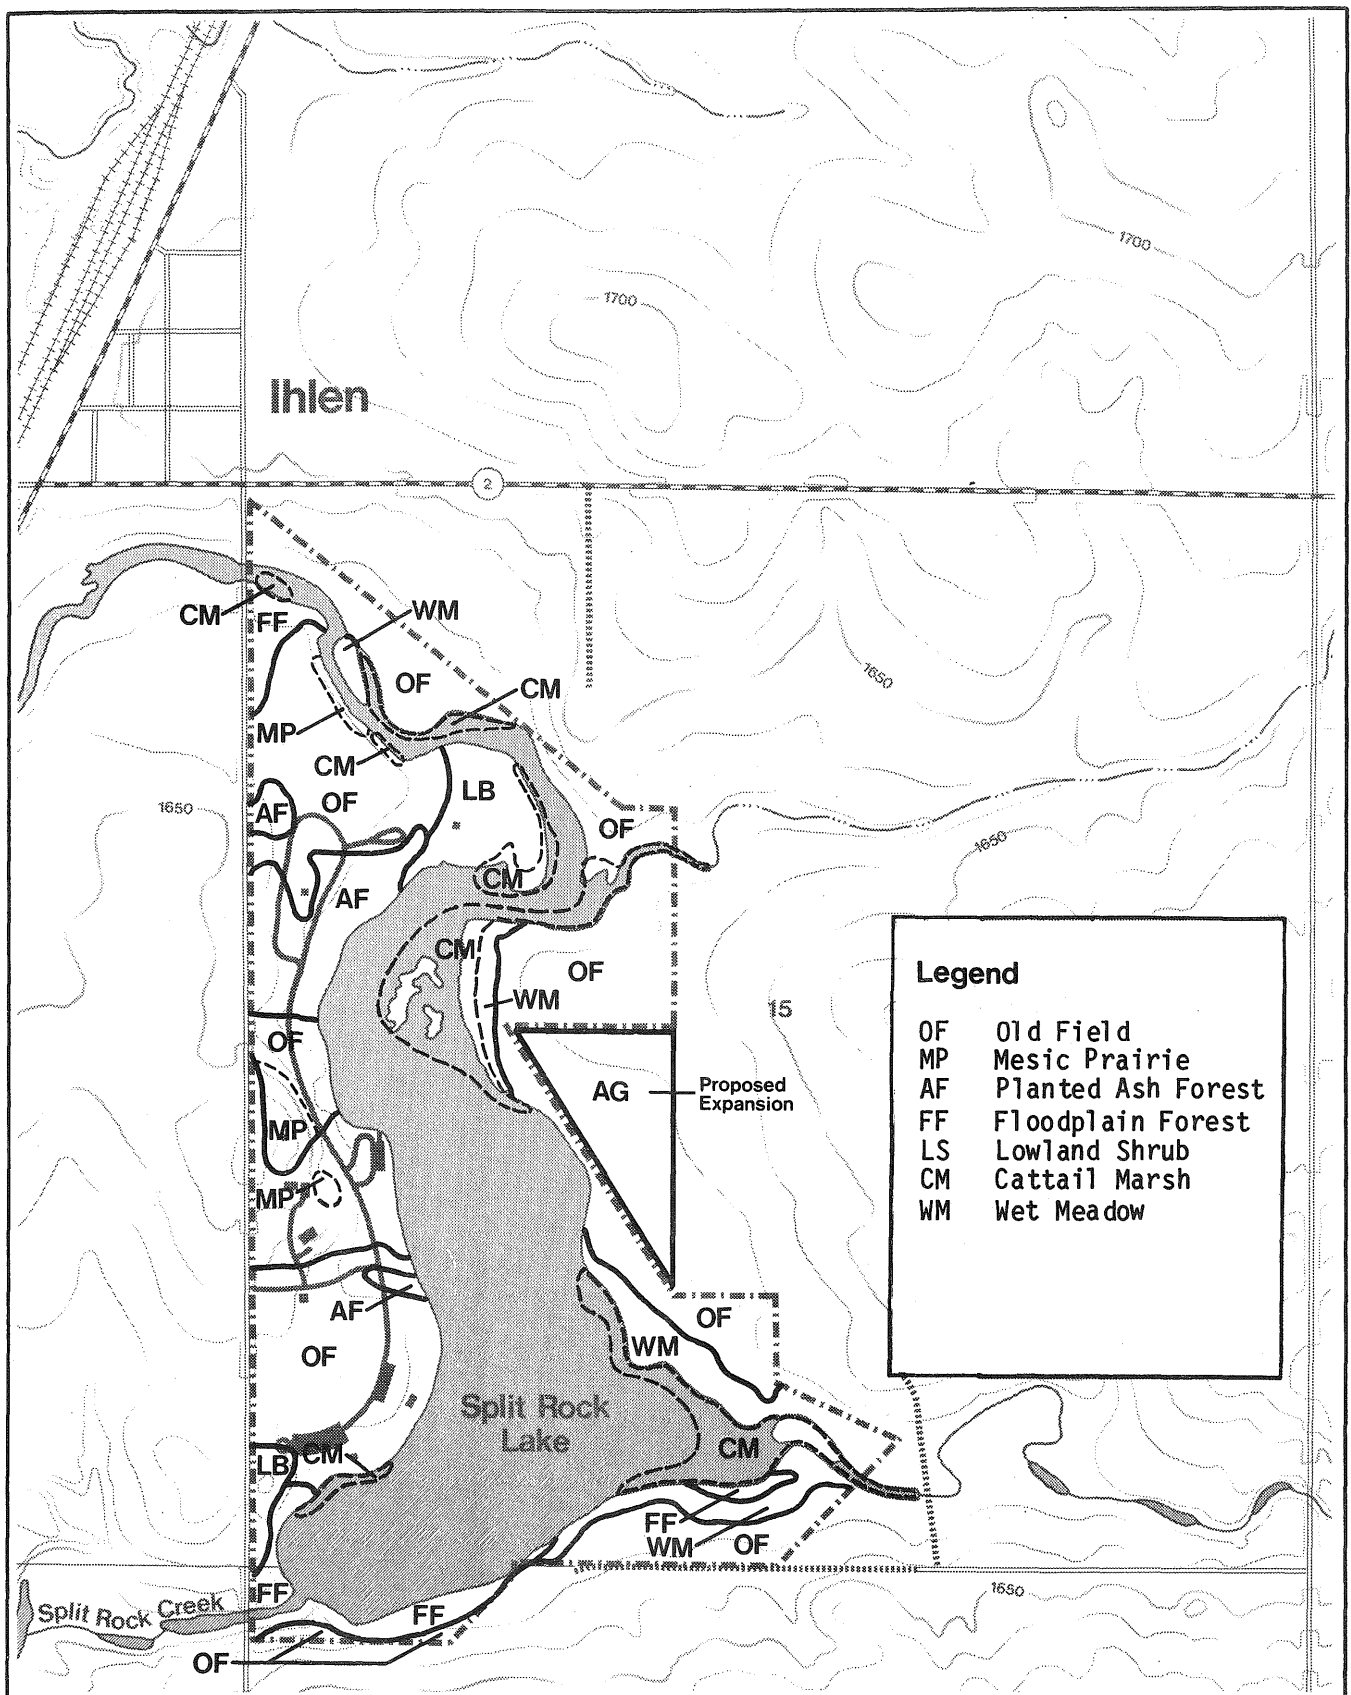 1700
1700
Ihlen
2
CM
FF
WM
OF
1650
CM
MP
CM
LB
1650
AF
OF
OF
1650
CM
AF
CM
OF
WM
15
OF
AG
Proposed
Expansion
MP
MP
AF
OF
WM
OF
Split Rock
Lake
CM
LB
CM
FF
WM
OF
FF
FF
1650
Split Rock Creek
OF
Legend
OF Old Field
MP Mesic Prairie
AF Planted Ash Forest
FF Floodplain Forest
LS Lowland Shrub
CM Cattail Marsh
WM Wet Meadow